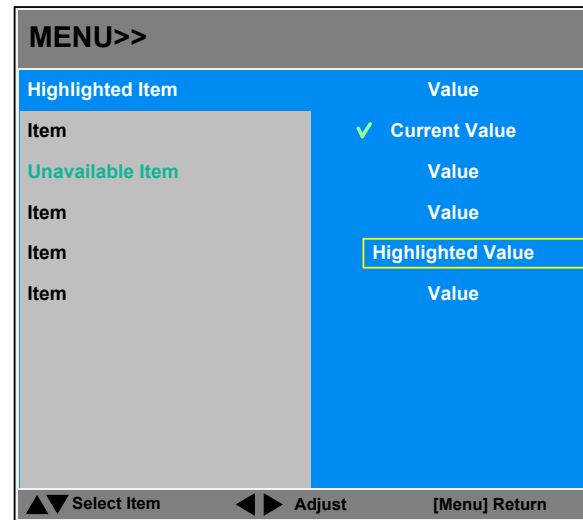 MENU>>
Highlighted Item Value
Item ✓ Current Value
Unavailable Item Value
Item Value
Item Highlighted Value
Item Value
▲▼ Select Item ◀▶ Adjust [Menu] Return